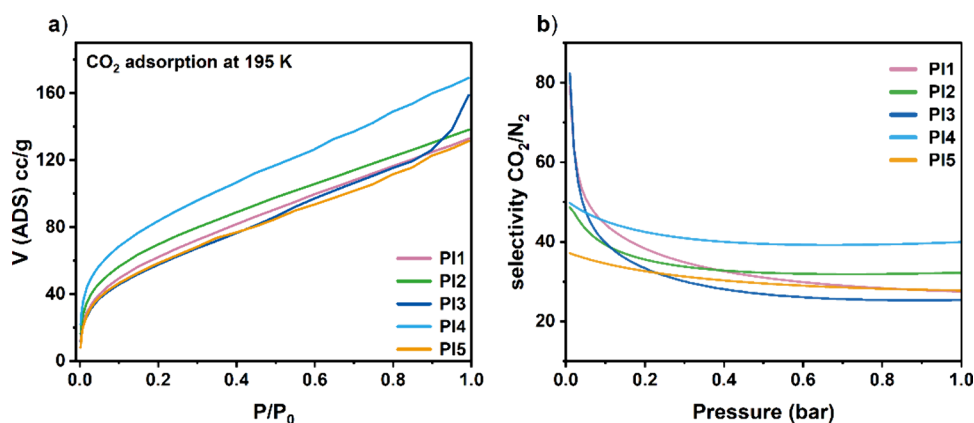 a)
CO₂ adsorption at 195 K
V (ADS) cc/g
160
120
80
40
0
0.0 0.2 0.4 0.6 0.8 1.0
P/P₀
PI1
PI2
PI3
PI4
PI5
b)
selectivity CO₂/N₂
80
60
40
20
0.0 0.2 0.4 0.6 0.8 1.0
Pressure (bar)
PI1
PI2
PI3
PI4
PI5